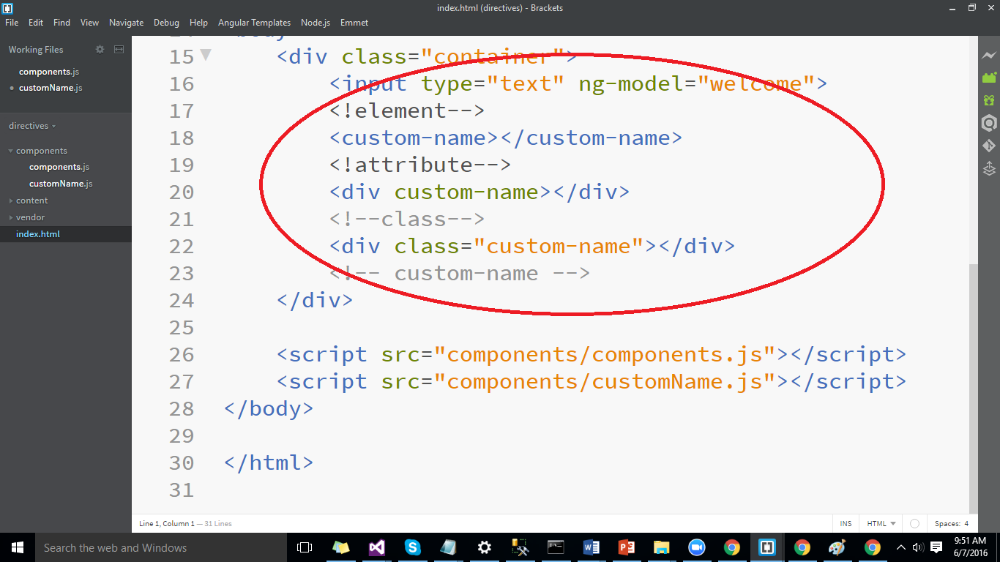 index.html (directives) - Brackets
File Edit Find View Navigate Debug Help Angular Templates Node.js Emmet
Working Files
components.js
customName.js
directives
components
components.js
customName.js
content
vendor
index.html
15 <div class="container">
16 <input type="text" ng-model="welcome">
17 <!element-->
18 <custom-name></custom-name>
19 <!attribute-->
20 <div custom-name></div>
21 <!--class-->
22 <div class="custom-name"></div>
23 <!-- custom-name -->
24 </div>
25
26 <script src="components/components.js"></script>
27 <script src="components/customName.js"></script>
28 </body>
29
30 </html>
31
Line 1, Column 1 — 31 Lines
INS HTML Spaces: 4
Search the web and Windows
9:51 AM
6/7/2016